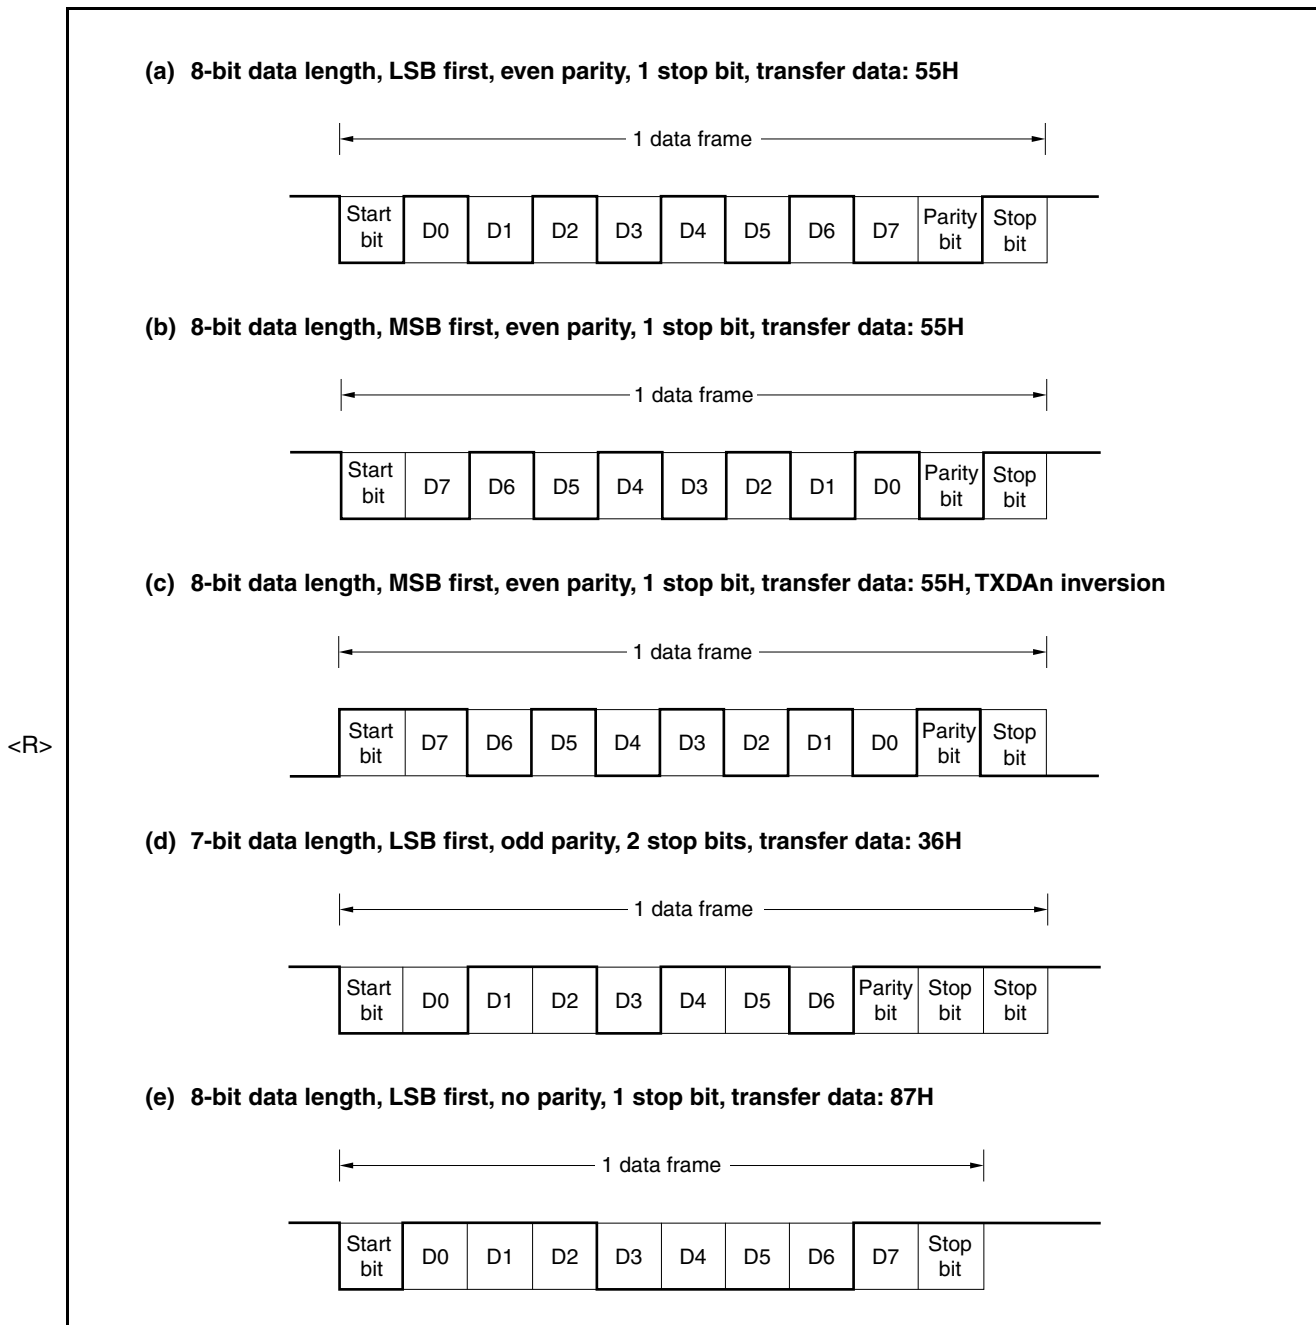 (a) 8-bit data length, LSB first, even parity, 1 stop bit, transfer data: 55H
1 data frame
Start bit D0 D1 D2 D3 D4 D5 D6 D7 Parity bit Stop bit
(b) 8-bit data length, MSB first, even parity, 1 stop bit, transfer data: 55H
1 data frame
Start bit D7 D6 D5 D4 D3 D2 D1 D0 Parity bit Stop bit
(c) 8-bit data length, MSB first, even parity, 1 stop bit, transfer data: 55H, TXDAn inversion
1 data frame
<R>
Start bit D7 D6 D5 D4 D3 D2 D1 D0 Parity bit Stop bit
(d) 7-bit data length, LSB first, odd parity, 2 stop bits, transfer data: 36H
1 data frame
Start bit D0 D1 D2 D3 D4 D5 D6 Parity bit Stop bit Stop bit
(e) 8-bit data length, LSB first, no parity, 1 stop bit, transfer data: 87H
1 data frame
Start bit D0 D1 D2 D3 D4 D5 D6 D7 Stop bit